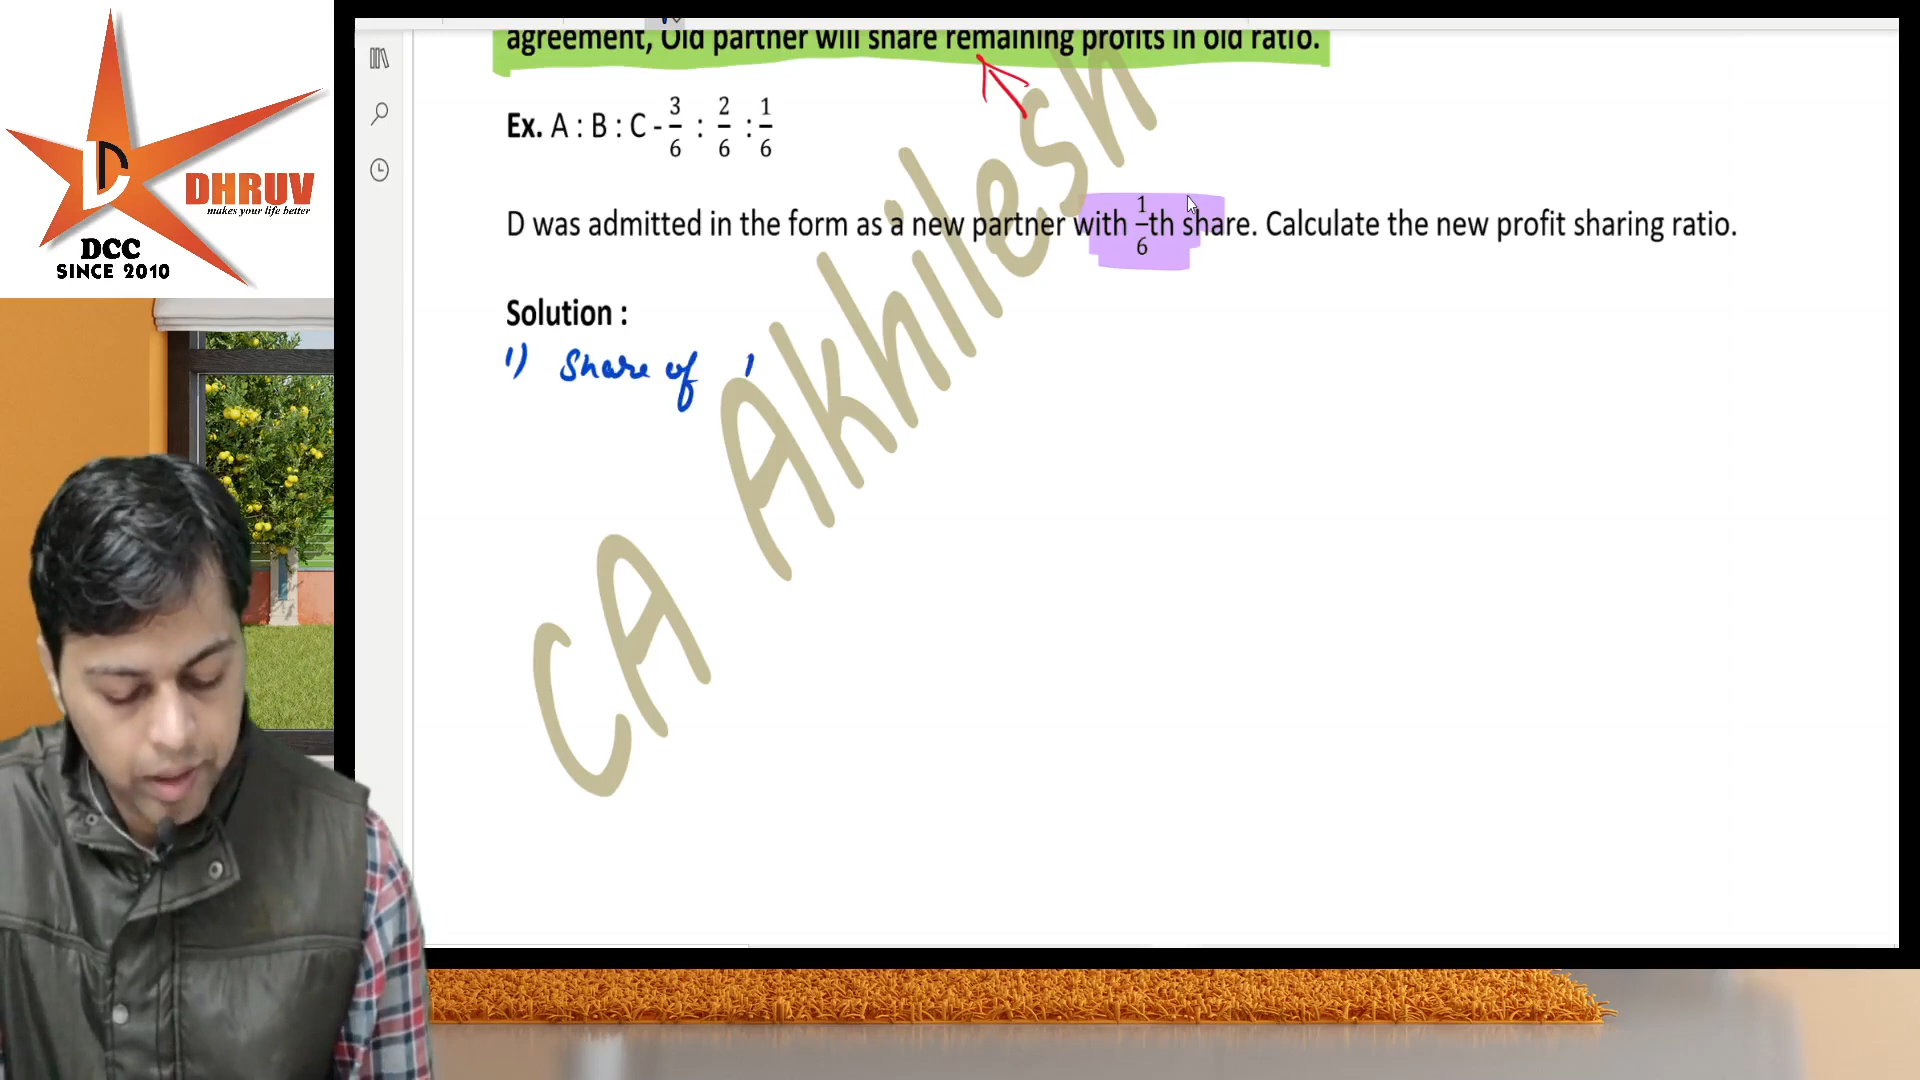 agreement, Old partner will share remaining profits in old ratio.
Ex. A : B : C - 3/6 : 2/6 : 1/6
D was admitted in the form as a new partner with 1/6 th share. Calculate the new profit sharing ratio.
Solution :
1) Share of
CA Akhilesh
D
DHRUV
makes your life better
DCC
SINCE 2010